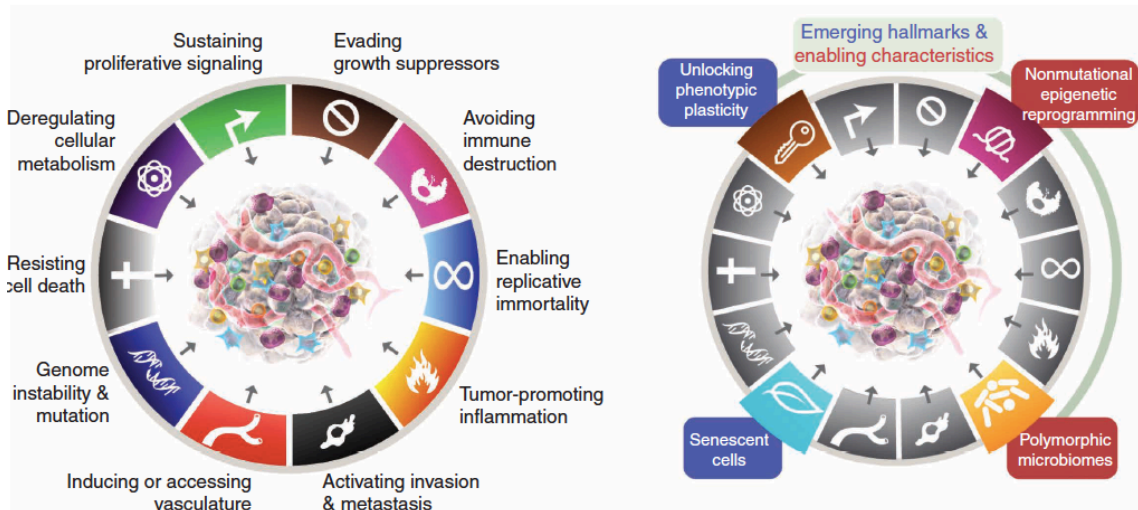 Sustaining
proliferative signaling
Evading
growth suppressors
Deregulating
cellular
metabolism
Avoiding
immune
destruction
Resisting
cell death
Enabling
replicative
immortality
Genome
instability &
mutation
Tumor-promoting
inflammation
Inducing or accessing
vasculature
Activating invasion
& metastasis
Emerging hallmarks &
enabling characteristics
Unlocking
phenotypic
plasticity
Nonmutational
epigenetic
reprogramming
Senescent
cells
Polymorphic
microbiomes